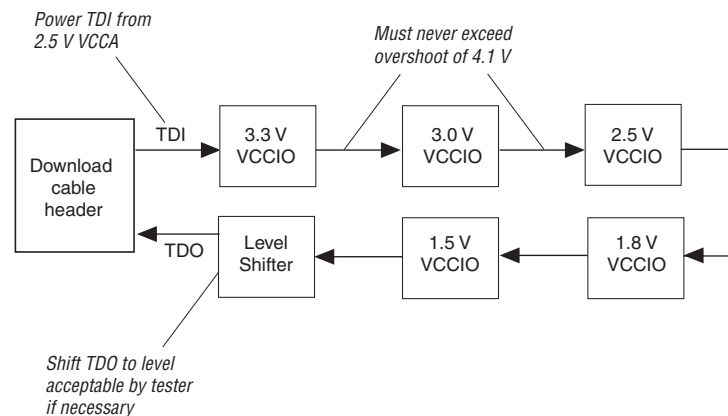 Power TDI from
2.5 V VCCA
Must never exceed
overshoot of 4.1 V
Download
cable
header
TDI
3.3 V
VCCIO
3.0 V
VCCIO
2.5 V
VCCIO
TDO
Level
Shifter
1.5 V
VCCIO
1.8 V
VCCIO
Shift TDO to level
acceptable by tester
if necessary